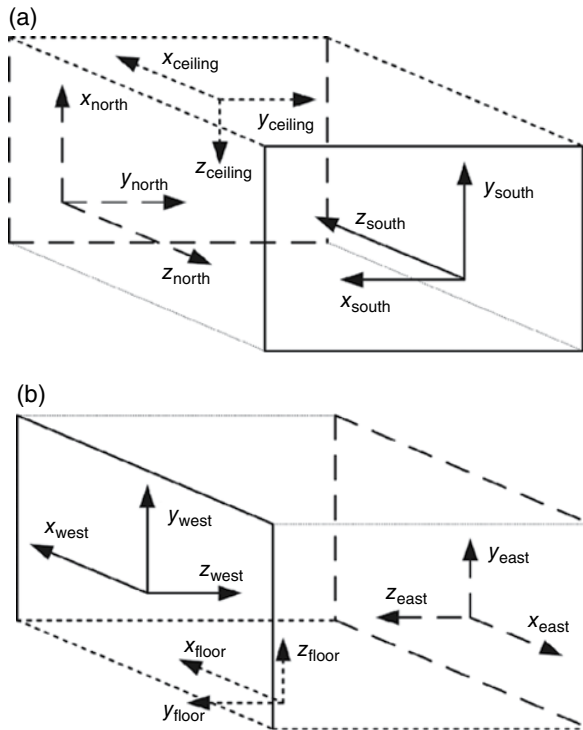 (a)
x_ceiling
x_north
y_ceiling
z_ceiling
y_north
y_south
z_south
z_north
x_south
(b)
y_west
x_west
z_west
y_east
z_east
x_east
x_floor
z_floor
y_floor